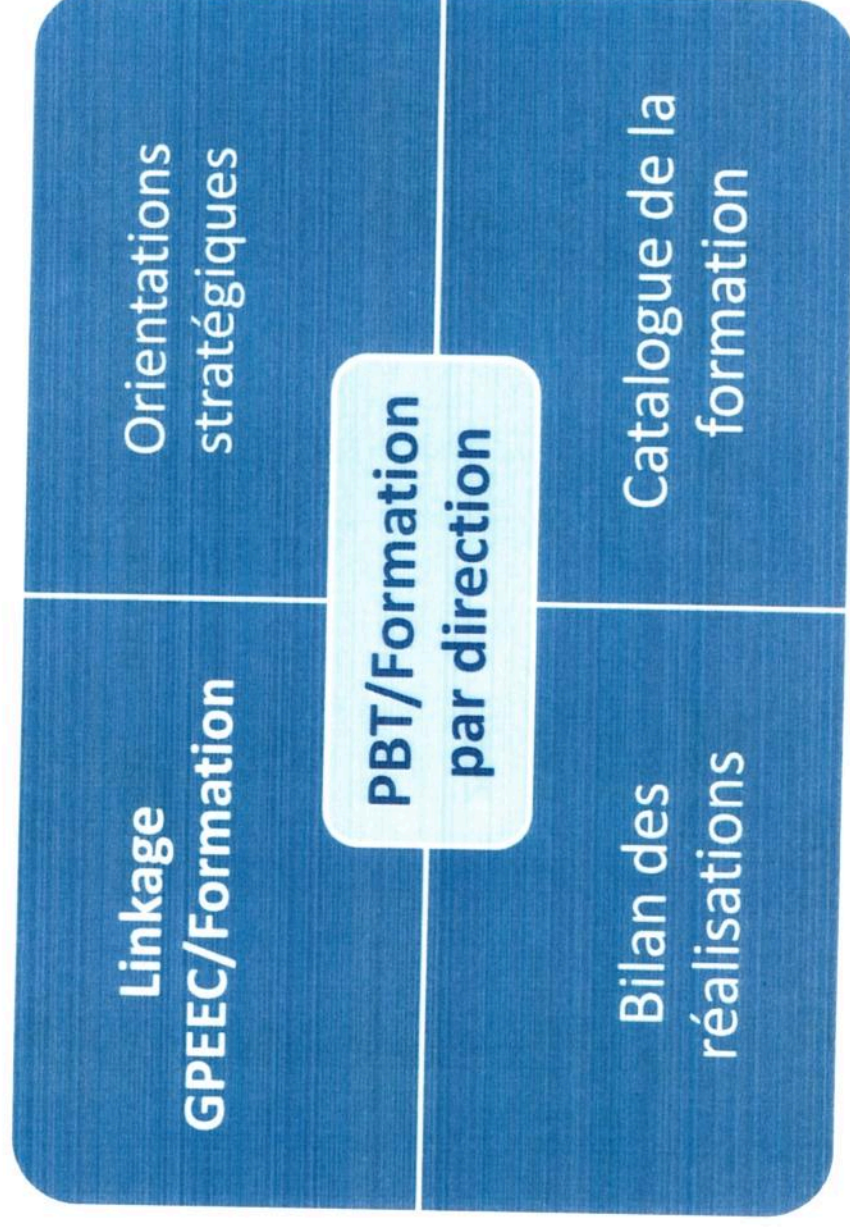 Linkage
GPEEC/Formation
Orientations
stratégiques
PBT/Formation
par direction
Bilan des
réalisations
Catalogue de la
formation